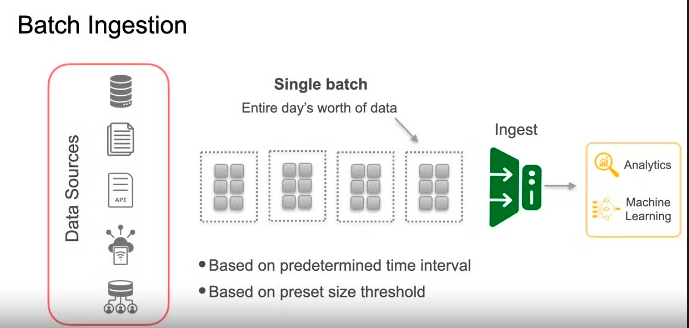 Batch Ingestion
Data Sources
API
Single batch
Entire day's worth of data
Ingest
Analytics
Machine
Learning
• Based on predetermined time interval
• Based on preset size threshold